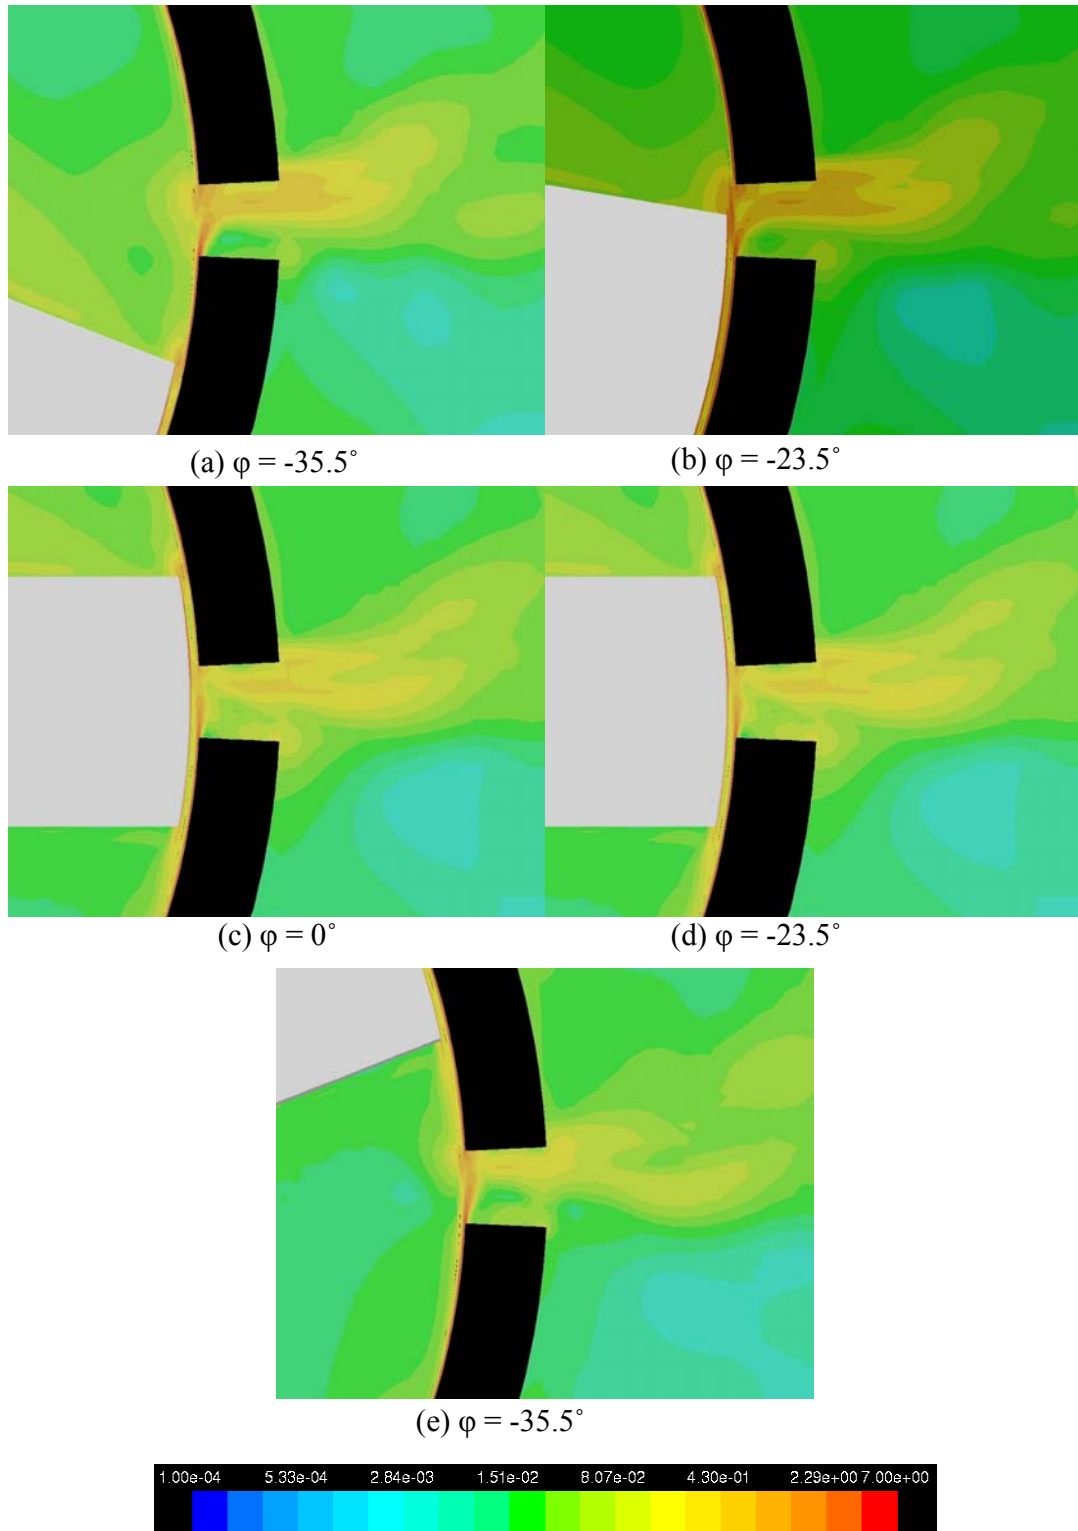 (a) φ = -35.5˚
(b) φ = -23.5˚
(c) φ = 0˚
(d) φ = -23.5˚
(e) φ = -35.5˚
1.00e-04 5.33e-04 2.84e-03 1.51e-02 8.07e-02 4.30e-01 2.29e+00 7.00e+00